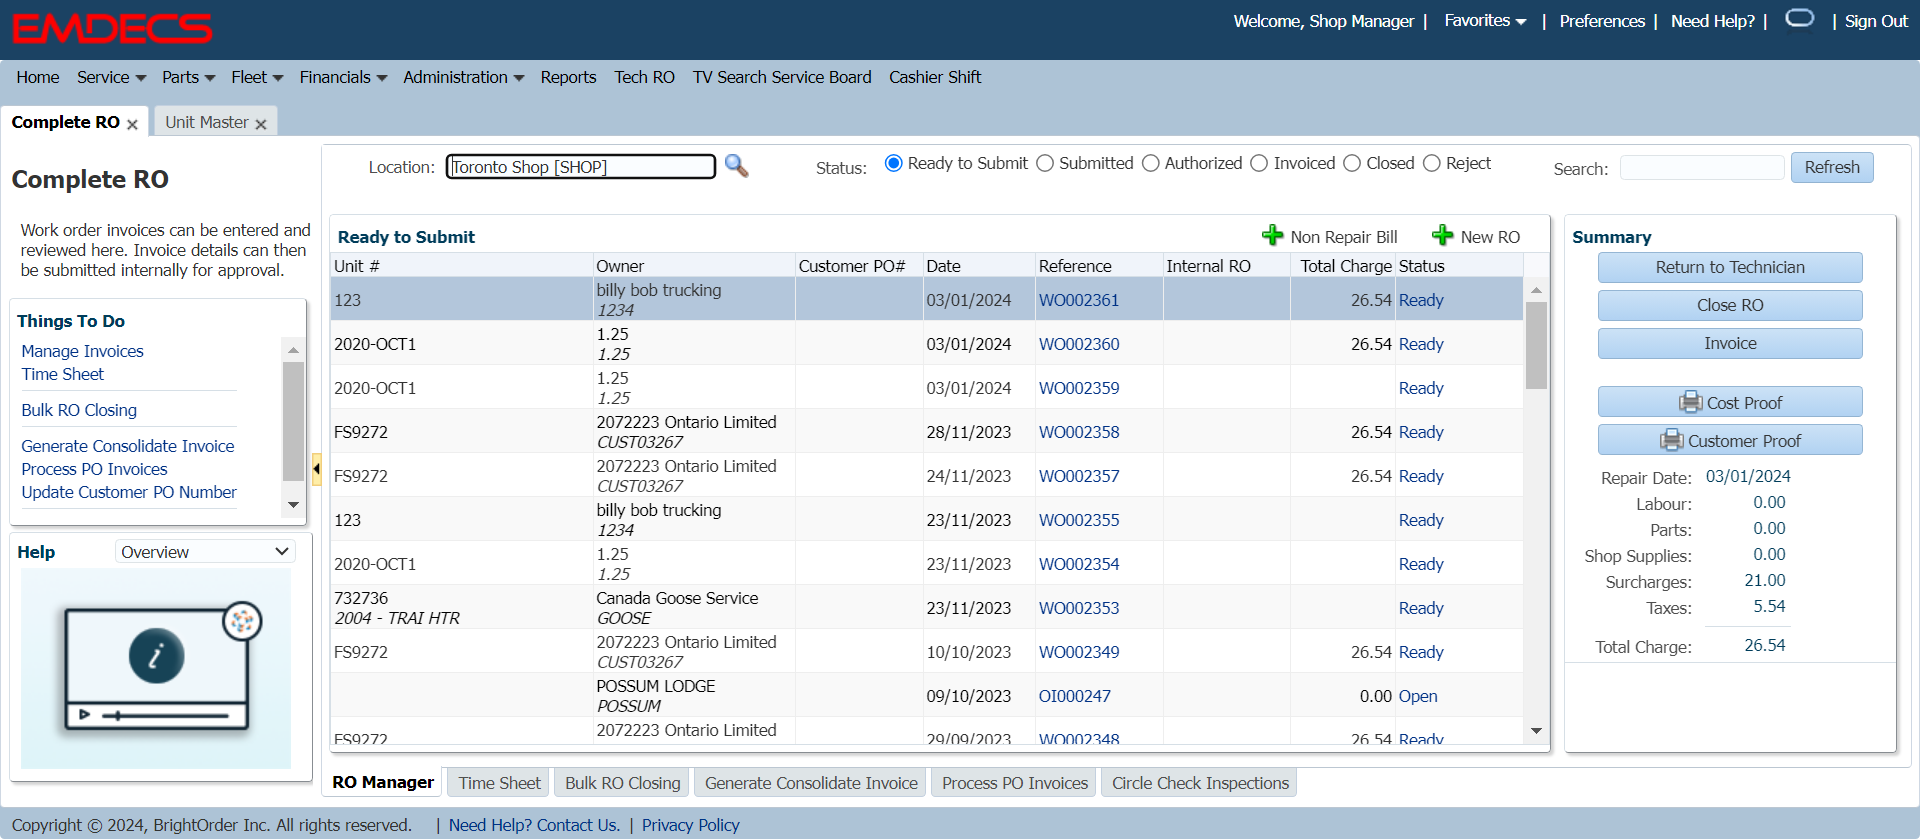 EMDECS
Welcome, Shop Manager | Favorites | Preferences | Need Help? | | Sign Out
Home Service Parts Fleet Financials Administration Reports Tech RO TV Search Service Board Cashier Shift
Complete RO Unit Master
Complete RO
Work order invoices can be entered and
reviewed here. Invoice details can then
be submitted internally for approval.
Things To Do
Manage Invoices
Time Sheet
Bulk RO Closing
Generate Consolidate Invoice
Process PO Invoices
Update Customer PO Number
Help Overview
i
Location: Toronto Shop [SHOP] Status: Ready to Submit Submitted Authorized Invoiced Closed Reject Search: Refresh
Ready to Submit Non Repair Bill New RO
Unit # Owner Customer PO# Date Reference Internal RO Total Charge Status
123 billy bob trucking 03/01/2024 WO002361 26.54 Ready
1234
2020-OCT1 1.25 03/01/2024 WO002360 26.54 Ready
1.25
2020-OCT1 1.25 03/01/2024 WO002359 Ready
1.25
FS9272 2072223 Ontario Limited 28/11/2023 WO002358 26.54 Ready
CUST03267
FS9272 2072223 Ontario Limited 24/11/2023 WO002357 26.54 Ready
CUST03267
123 billy bob trucking 23/11/2023 WO002355 Ready
1234
2020-OCT1 1.25 23/11/2023 WO002354 Ready
1.25
732736 Canada Goose Service 23/11/2023 WO002353 Ready
2004 - TRAI HTR GOOSE
FS9272 2072223 Ontario Limited 10/10/2023 WO002349 26.54 Ready
CUST03267
POSSUM LODGE 09/10/2023 OI000247 0.00 Open
POSSUM
FS9272 2072223 Ontario Limited 29/09/2023 WO002348 26.54 Ready
Summary
Return to Technician
Close RO
Invoice
Cost Proof
Customer Proof
Repair Date: 03/01/2024
Labour: 0.00
Parts: 0.00
Shop Supplies: 0.00
Surcharges: 21.00
Taxes: 5.54
Total Charge: 26.54
RO Manager Time Sheet Bulk RO Closing Generate Consolidate Invoice Process PO Invoices Circle Check Inspections
Copyright © 2024, BrightOrder Inc. All rights reserved. | Need Help? Contact Us. | Privacy Policy